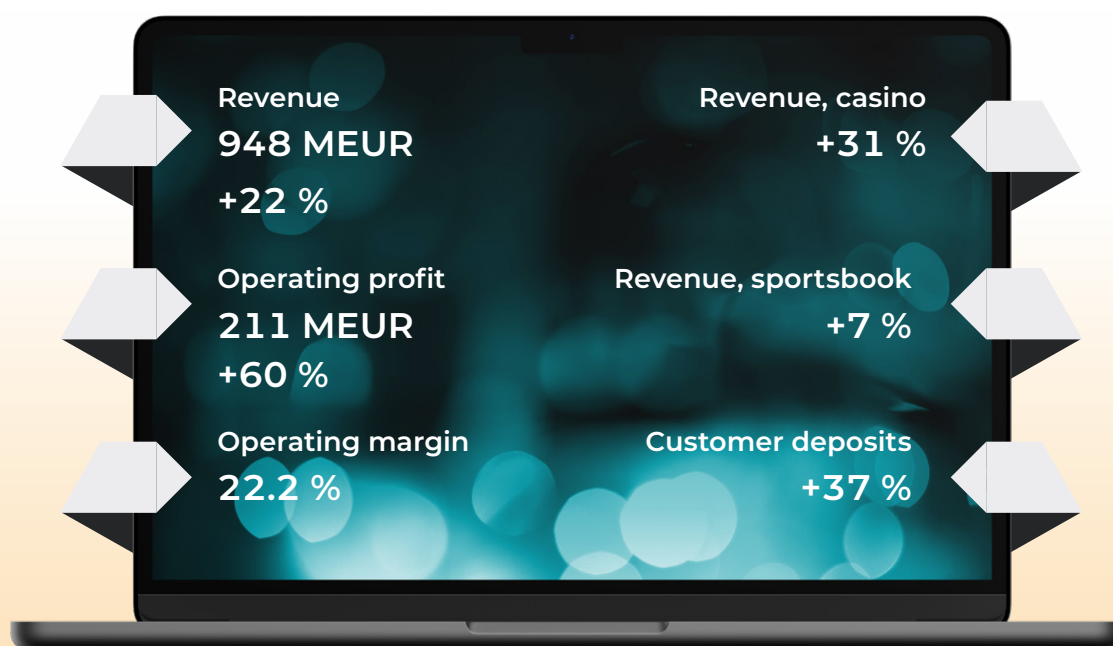 Revenue
948 MEUR
+22 %
Operating profit
211 MEUR
+60 %
Operating margin
22.2 %
Revenue, casino
+31 %
Revenue, sportsbook
+7 %
Customer deposits
+37 %